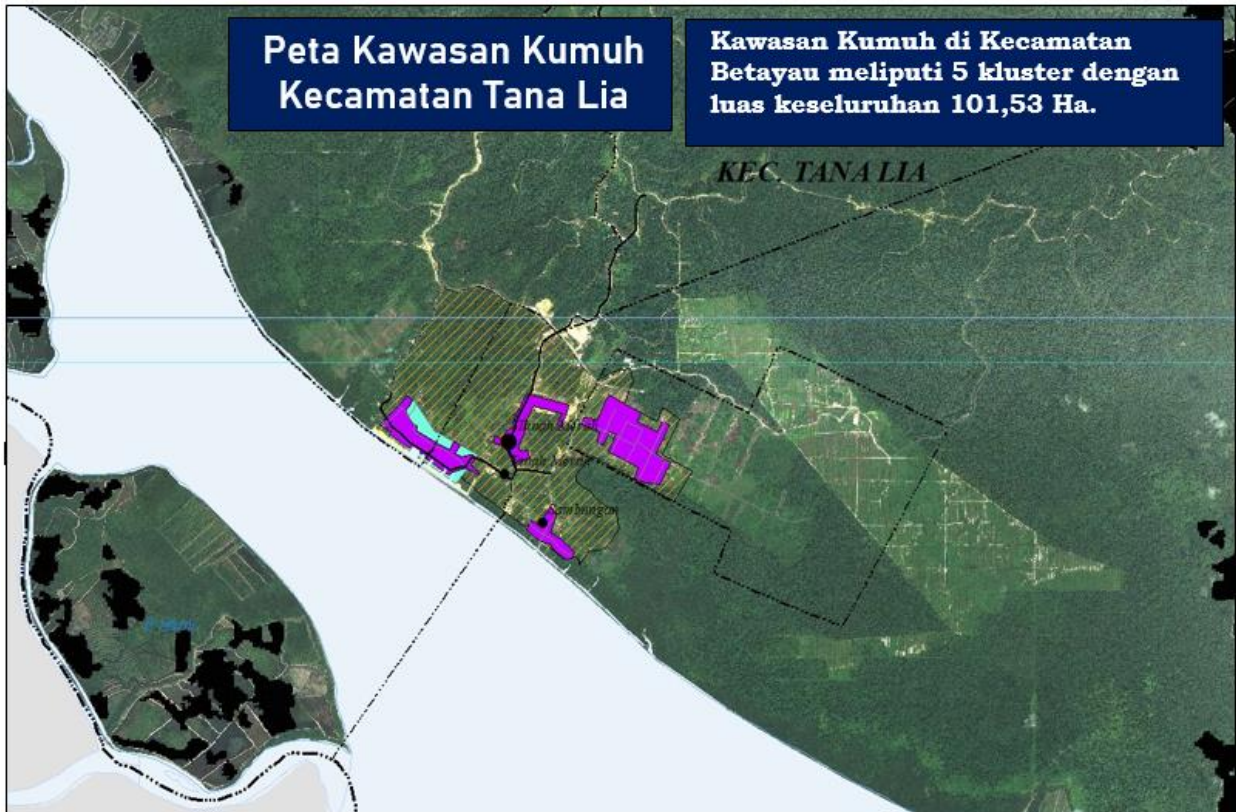 Peta Kawasan Kumuh
Kecamatan Tana Lia
Kawasan Kumuh di Kecamatan
Betayau meliputi 5 kluster dengan
luas keseluruhan 101,53 Ha.
KEC. TANA LIA
Sambungan